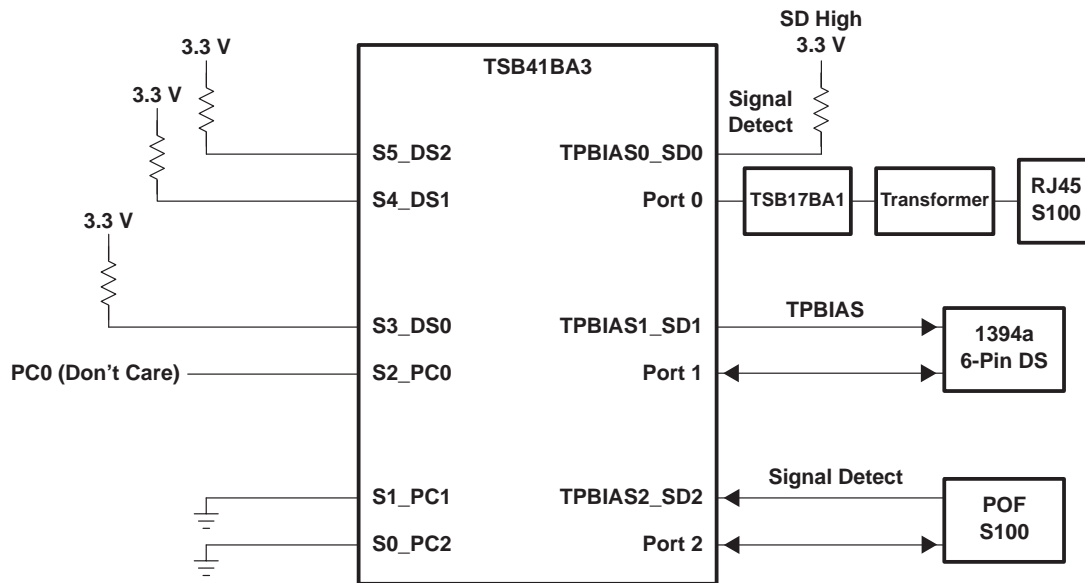 SD High
3.3 V
3.3 V
3.3 V
3.3 V
TSB41BA3
Signal
Detect
S5_DS2
S4_DS1
S3_DS0
PC0 (Don't Care)
S2_PC0
S1_PC1
S0_PC2
TPBIAS0_SD0
Port 0
TSB17BA1
Transformer
RJ45
S100
TPBIAS1_SD1
Port 1
TPBIAS
1394a
6-Pin DS
TPBIAS2_SD2
Port 2
Signal Detect
POF
S100